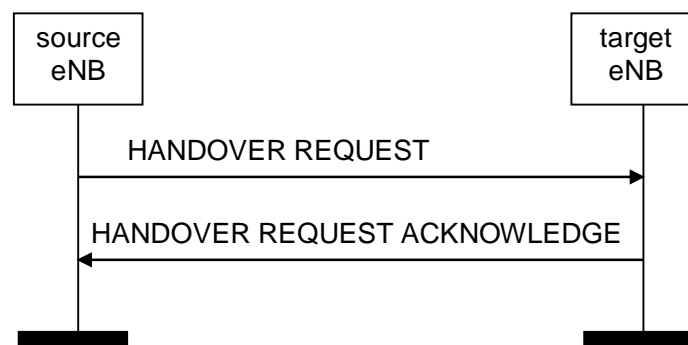 source
eNB
target
eNB
HANDOVER REQUEST
HANDOVER REQUEST ACKNOWLEDGE